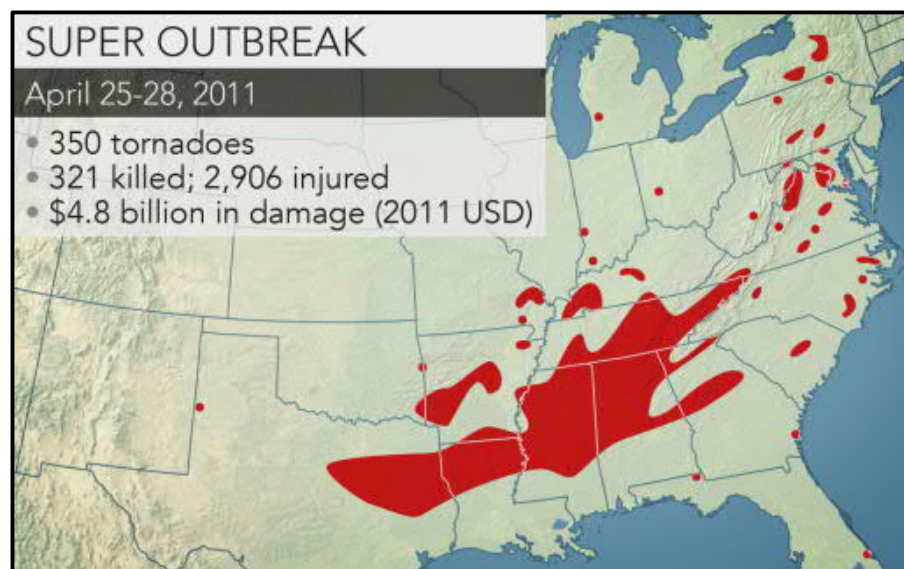 SUPER OUTBREAK
April 25-28, 2011
• 350 tornadoes
• 321 killed; 2,906 injured
• $4.8 billion in damage (2011 USD)